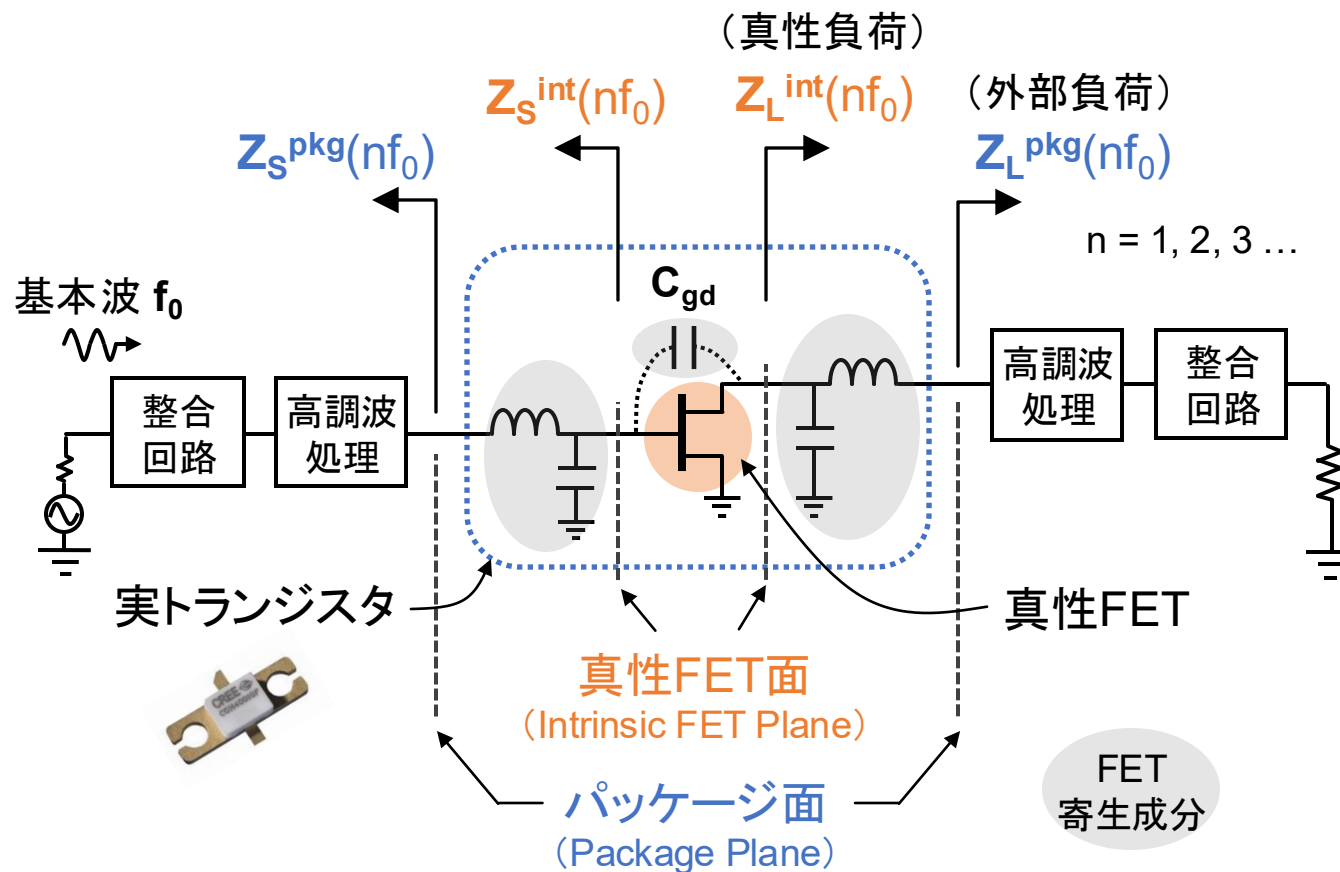 （真性負荷）
Z_S^int(nf_0)
Z_L^int(nf_0)
（外部負荷）
Z_S^pkg(nf_0)
Z_L^pkg(nf_0)
n = 1, 2, 3 …
基本波 f_0
C_gd
整合
回路
高調波
処理
高調波
処理
整合
回路
実トランジスタ
真性FET
CREE
真性FET面
（Intrinsic FET Plane）
パッケージ面
（Package Plane）
FET
寄生成分